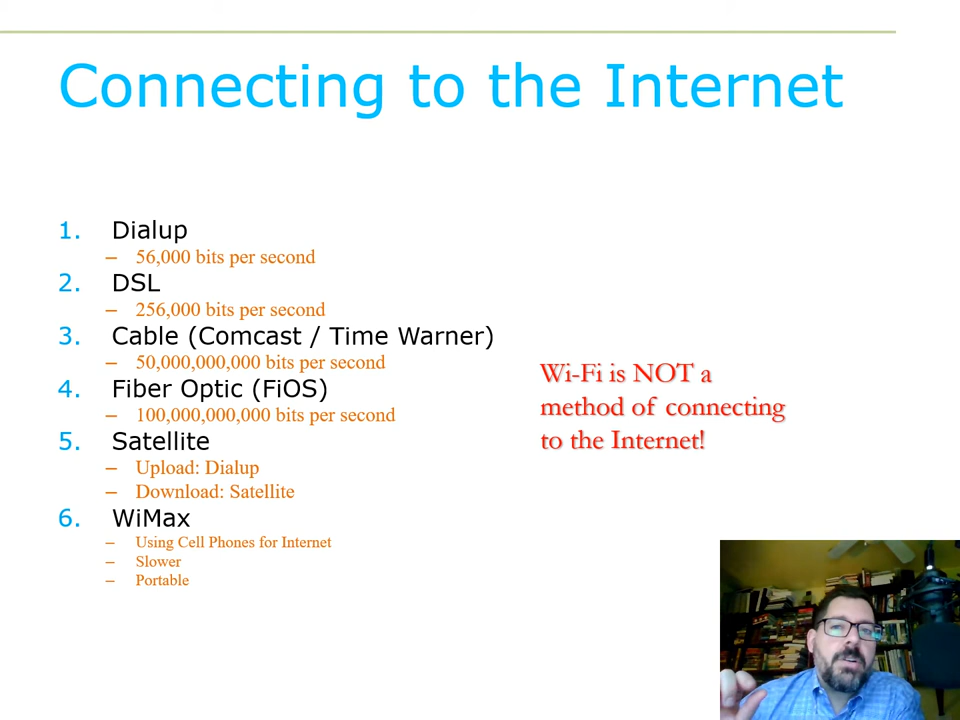 Connecting to the Internet
1. Dialup
– 56,000 bits per second
2. DSL
– 256,000 bits per second
3. Cable (Comcast / Time Warner)
– 50,000,000,000 bits per second
4. Fiber Optic (FiOS)
– 100,000,000,000 bits per second
5. Satellite
– Upload: Dialup
– Download: Satellite
6. WiMax
– Using Cell Phones for Internet
– Slower
– Portable
Wi-Fi is NOT a
method of connecting
to the Internet!